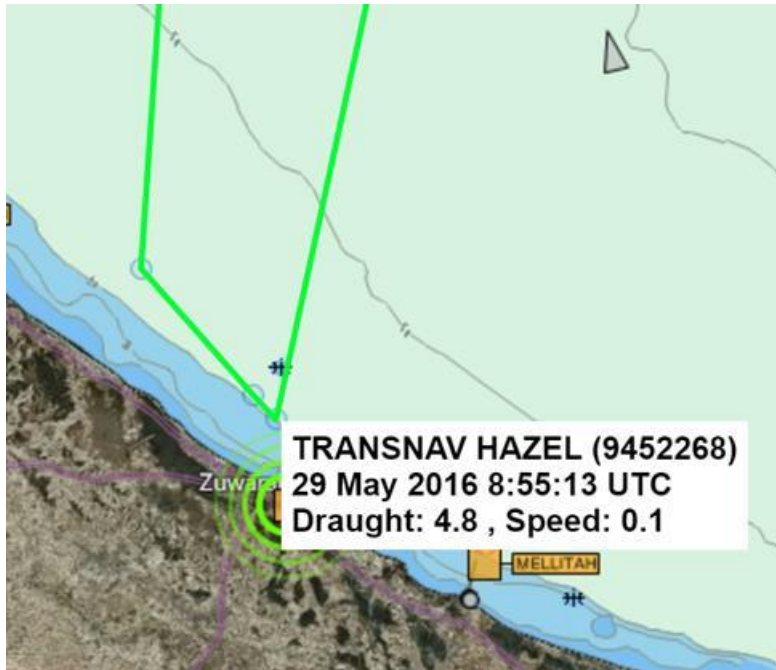 TRANSNAV HAZEL (9452268)
29 May 2016 8:55:13 UTC
Draught: 4.8 , Speed: 0.1
MELLITAH